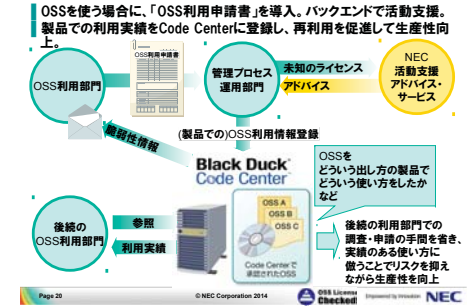 OSSを使う場合に、「OSS利用申請書」を導入。バックエンドで活動支援。
製品での利用実績をCode Centerに登録し、再利用を促進して生産性向
上。
OSS利用部門
OSS利用申請書
管理プロセス
運用部門
未知のライセンス
アドバイス
NEC
活動支援
アドバイス・
サービス
脆弱性情報
(製品での)OSS利用情報登録
Black Duck
Code Center
OSS A
OSS B
OSS C
Code Centerで
承認されたOSS
OSSを
どういう出し方の製品で
どういう使い方をしたか
など
後続の
OSS利用部門
参照
利用実績
後続の利用部門での
調査・申請の手間を省き、
実績のある使い方に
倣うことでリスクを抑え
ながら生産性を向上
Page 20
© NEC Corporation 2014
OSS License
Checked!
Empowered by Innovation
NEC